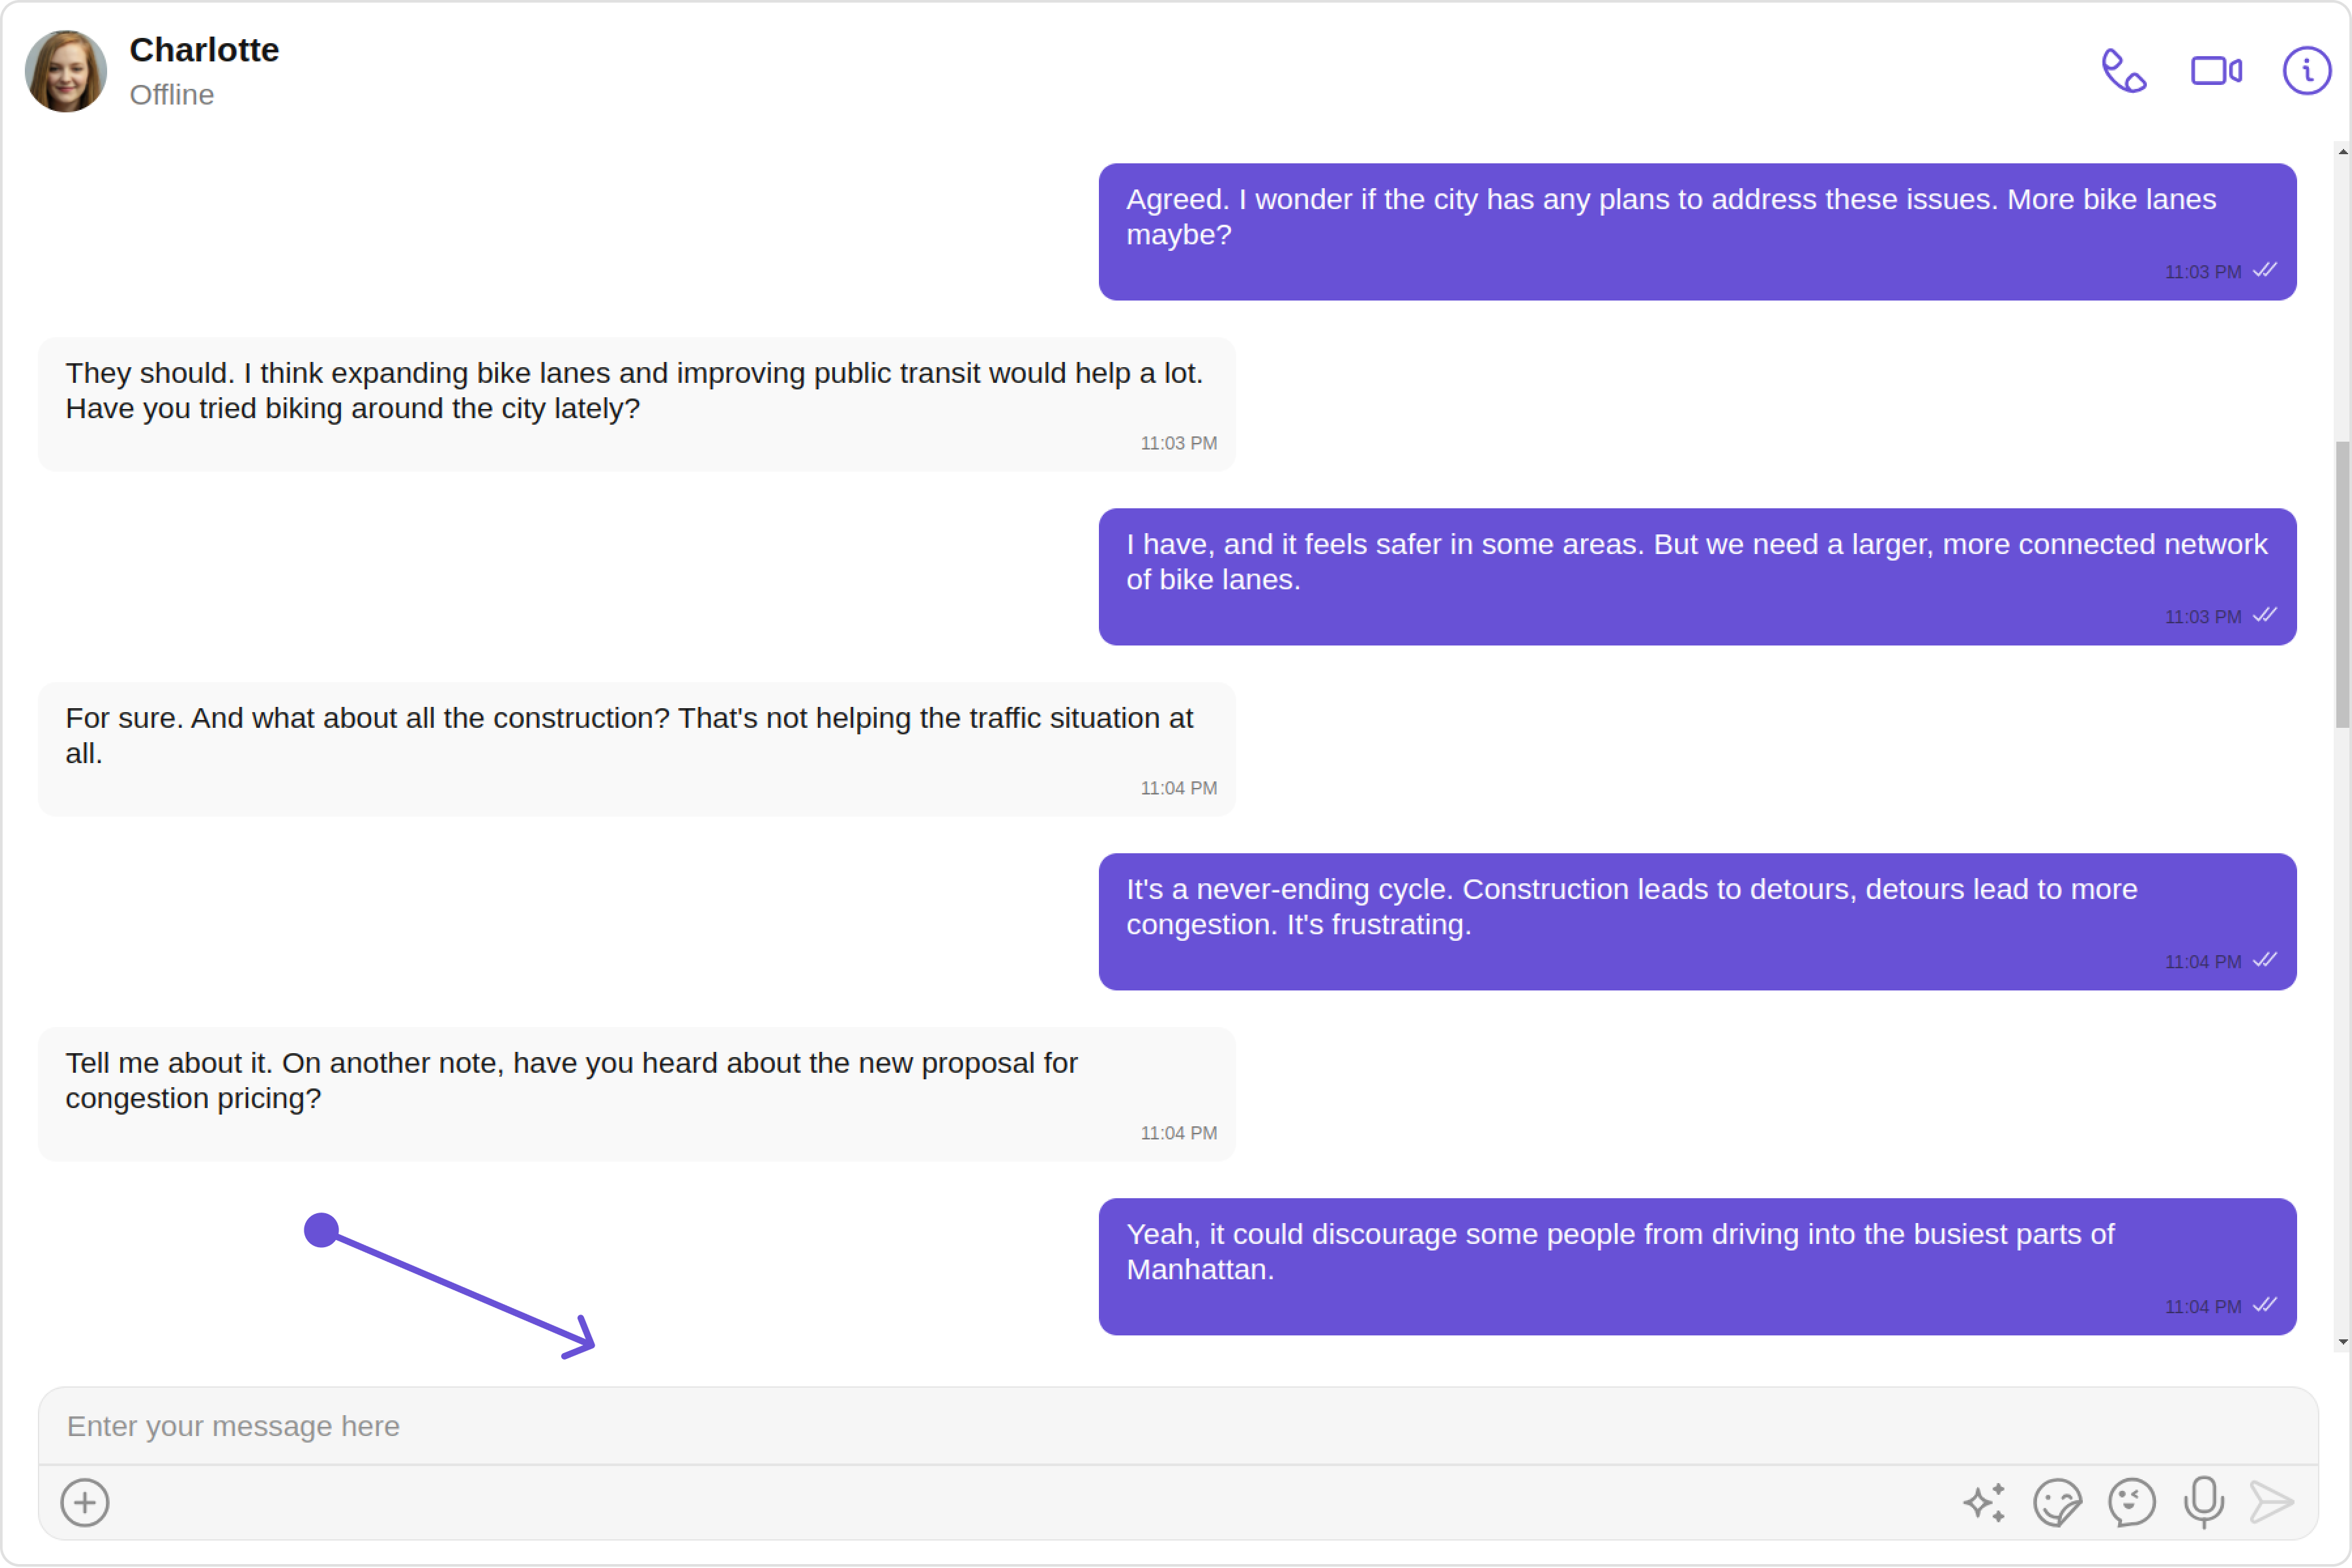 Charlotte
Offline
Agreed. I wonder if the city has any plans to address these issues. More bike lanes
maybe?
11:03 PM
They should. I think expanding bike lanes and improving public transit would help a lot.
Have you tried biking around the city lately?
11:03 PM
I have, and it feels safer in some areas. But we need a larger, more connected network
of bike lanes.
11:03 PM
For sure. And what about all the construction? That's not helping the traffic situation at
all.
11:04 PM
It's a never-ending cycle. Construction leads to detours, detours lead to more
congestion. It's frustrating.
11:04 PM
Tell me about it. On another note, have you heard about the new proposal for
congestion pricing?
11:04 PM
Yeah, it could discourage some people from driving into the busiest parts of
Manhattan.
11:04 PM
Enter your message here